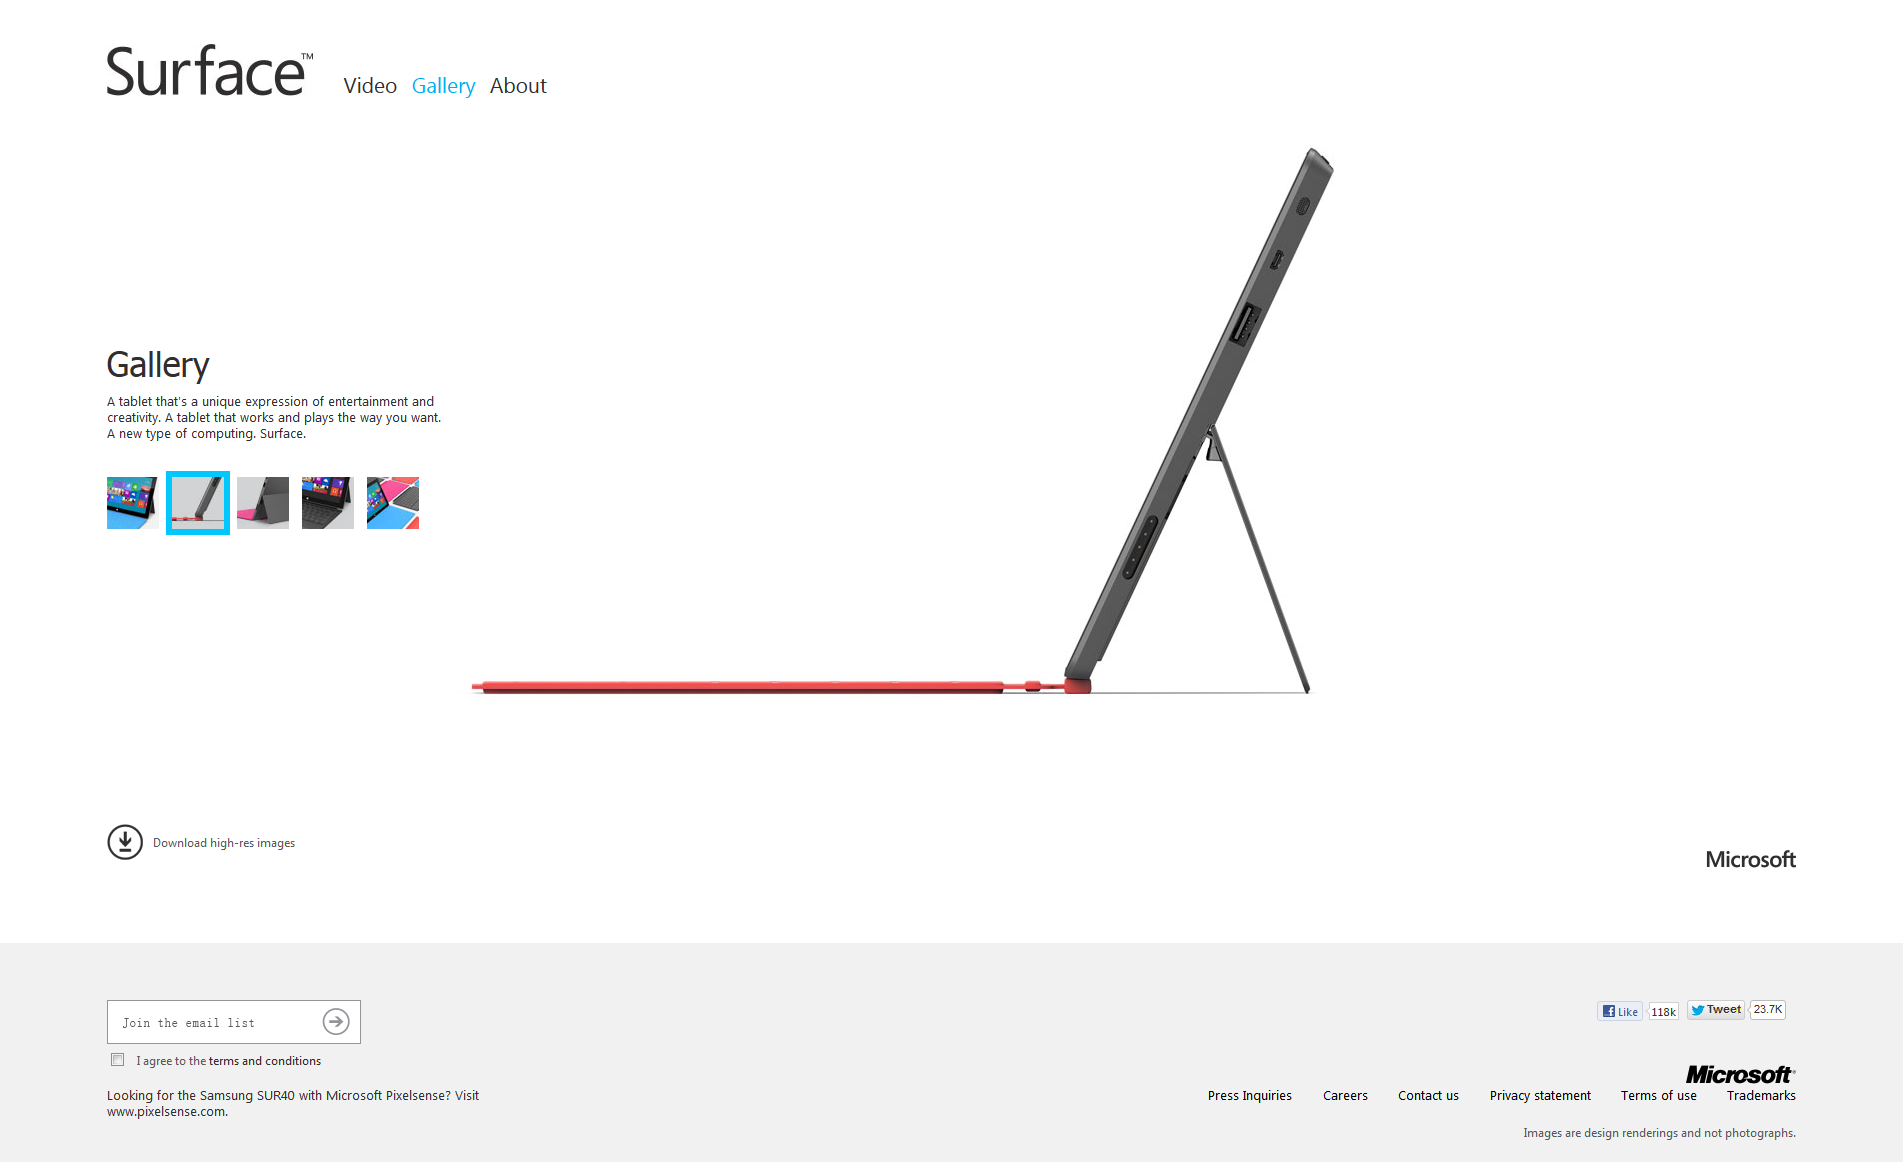 Surface™
Video Gallery About
Gallery
A tablet that's a unique expression of entertainment and
creativity. A tablet that works and plays the way you want.
A new type of computing. Surface.
Download high-res images
Microsoft
Join the email list
Like 118k Tweet 23.7K
I agree to the terms and conditions
Microsoft®
Looking for the Samsung SUR40 with Microsoft Pixelsense? Visit
www.pixelsense.com.
Press Inquiries Careers Contact us Privacy statement Terms of use Trademarks
Images are design renderings and not photographs.